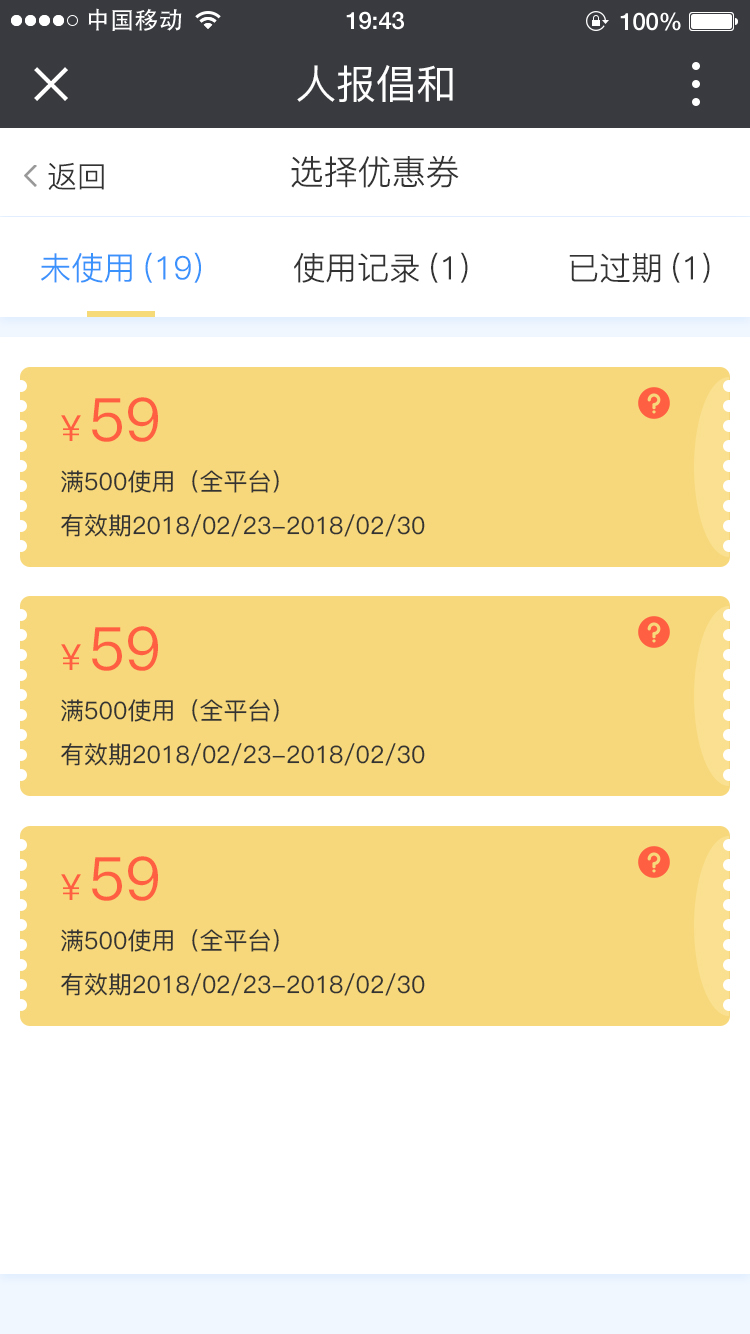 中国移动 19:43 100%
人报倡和
返回 选择优惠券
未使用 (19) 使用记录 (1) 已过期 (1)
¥ 59 ?
满500使用（全平台）
有效期2018/02/23-2018/02/30
¥ 59 ?
满500使用（全平台）
有效期2018/02/23-2018/02/30
¥ 59 ?
满500使用（全平台）
有效期2018/02/23-2018/02/30